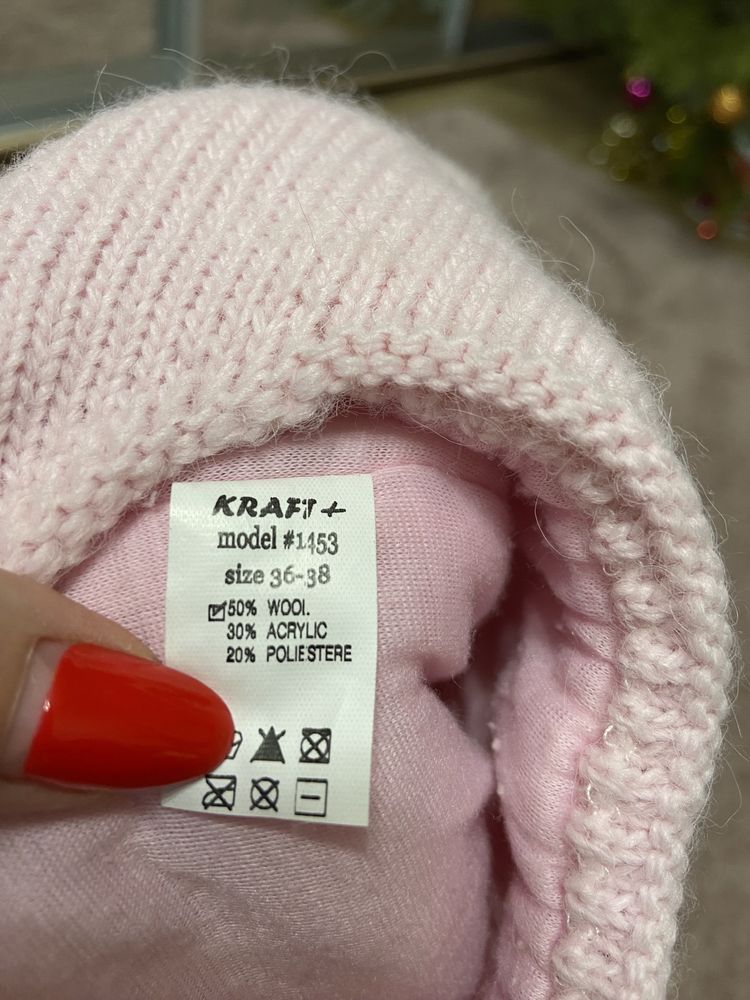 KRAFT+
model #1453
size 36-38
50% WOOL
30% ACRYLIC
20% POLIESTERE